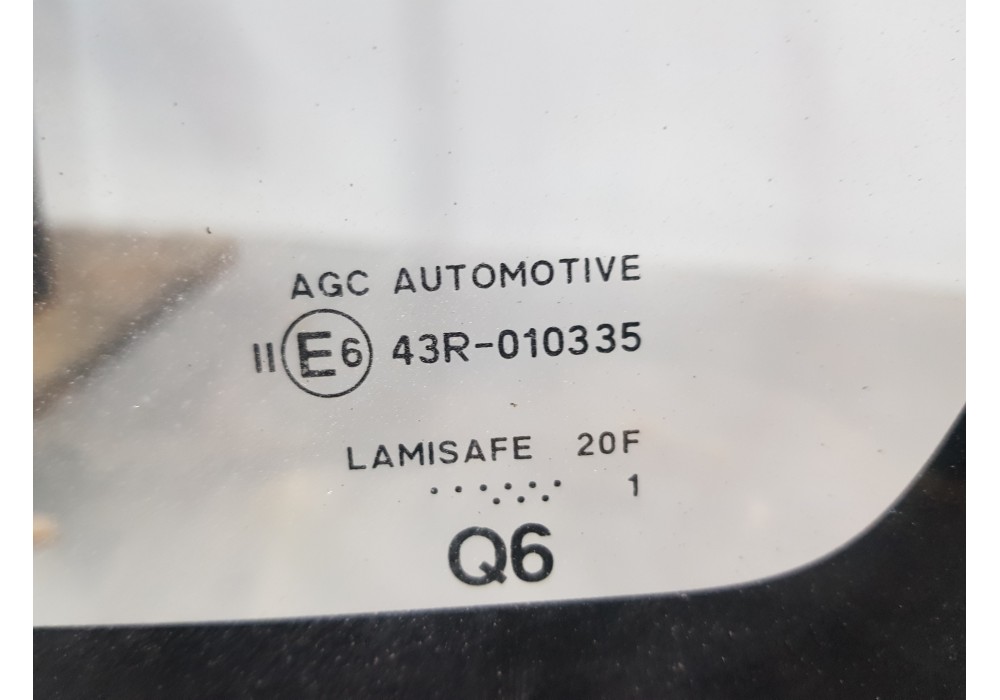 AGC AUTOMOTIVE
II E6 43R-010335
LAMISAFE 20F
1
Q6